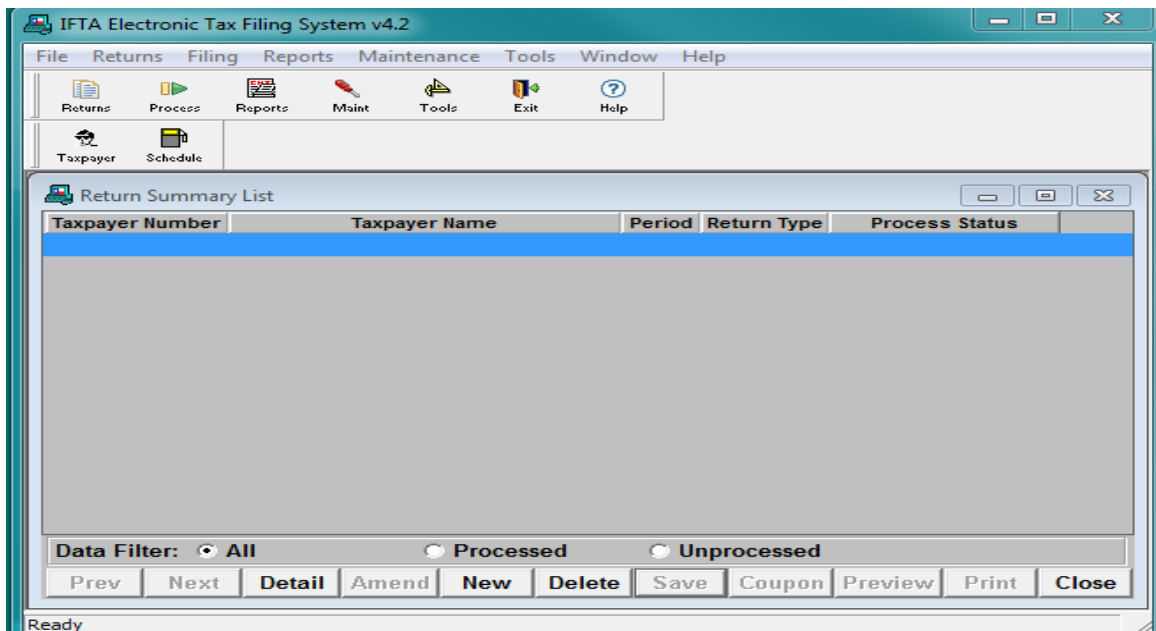 IFTA Electronic Tax Filing System v4.2
File Returns Filing Reports Maintenance Tools Window Help
Returns Process Reports Maint Tools Exit Help
Taxpayer Schedule
Return Summary List
Taxpayer Number Taxpayer Name Period Return Type Process Status
Data Filter: All Processed Unprocessed
Prev Next Detail Amend New Delete Save Coupon Preview Print Close
Ready